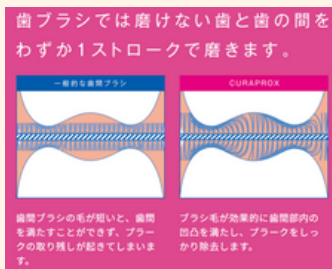 歯ブラシでは磨けない歯と歯の間を
わずか1ストロークで磨きます。
一般的な歯間ブラシ
CURAPROX
歯間ブラシの毛が短いと、歯間
を満たすことができず、プラー
クの取り残しが起きてしまいま
す。
ブラシ毛が効果的に歯間部内の
凹凸を満たし、プラークをしっ
かり除去します。